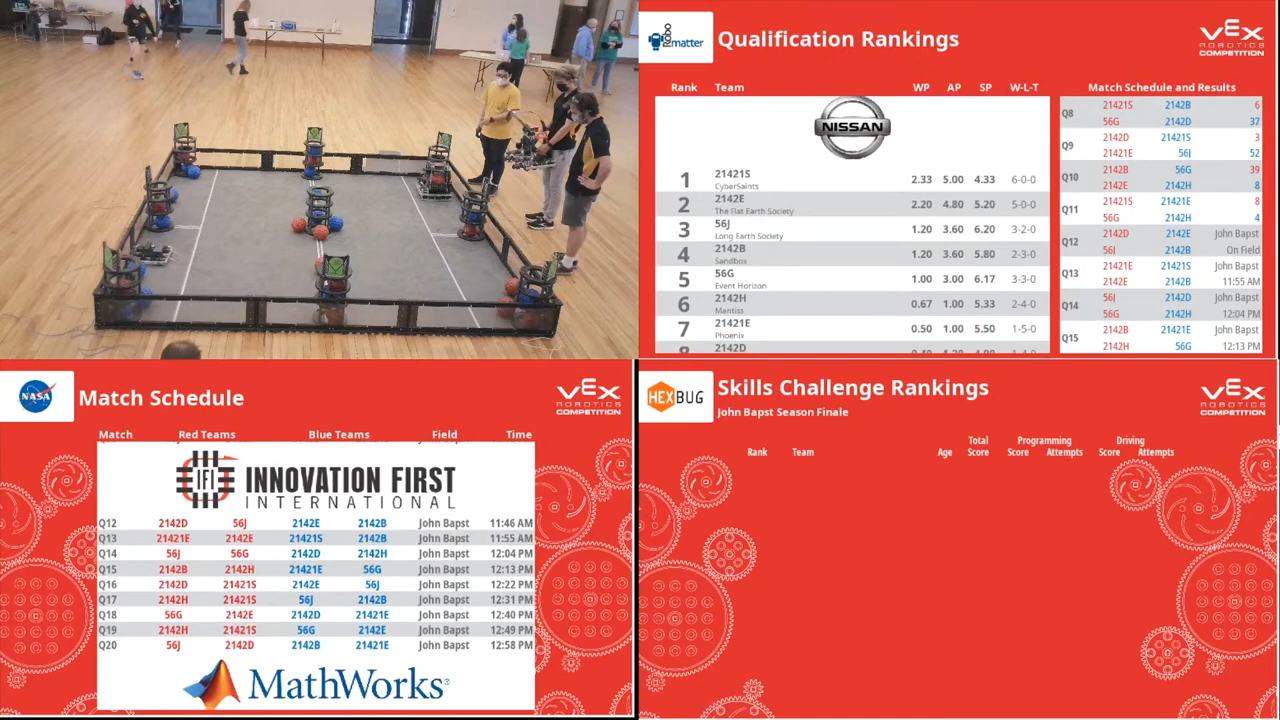 Robo matter
Qualification Rankings
VEX ROBOTICS COMPETITION
Rank Team WP AP SP W-L-T
NISSAN
1 21421S 2.33 5.00 4.33 6-0-0
CyberSaints
2 2142E 2.20 4.80 5.20 5-0-0
The Flat Earth Society
3 56J 1.20 3.60 6.20 3-2-0
Long Earth Society
4 2142B 1.20 3.60 5.80 2-3-0
Sandbox
5 56G 1.00 3.00 6.17 3-3-0
Event Horizon
6 2142H 0.67 1.00 5.33 2-4-0
Mantiss
7 21421E 0.50 1.00 5.50 1-5-0
Phoenix
8 2142D
Match Schedule and Results
Q8 21421S 2142B 6
56G 2142D 37
Q9 2142D 21421S 3
21421E 56J 52
Q10 2142B 56G 39
2142E 2142H 8
Q11 21421S 21421E 8
56G 2142H 4
Q12 2142D 2142E John Bapst
56J 2142B On Field
Q13 21421E 21421S John Bapst
2142E 2142B 11:55 AM
Q14 56J 2142D John Bapst
56G 2142H 12:04 PM
Q15 2142B 21421E John Bapst
2142H 56G 12:13 PM
NASA
Match Schedule
VEX ROBOTICS COMPETITION
Match Red Teams Blue Teams Field Time
IFI INNOVATION FIRST
INTERNATIONAL
Q12 2142D 56J 2142E 2142B John Bapst 11:46 AM
Q13 21421E 2142E 21421S 2142B John Bapst 11:55 AM
Q14 56J 56G 2142D 2142H John Bapst 12:04 PM
Q15 2142B 2142H 21421E 56G John Bapst 12:13 PM
Q16 2142D 21421S 2142E 56J John Bapst 12:22 PM
Q17 2142H 21421S 56J 2142B John Bapst 12:31 PM
Q18 56G 2142E 2142D 21421E John Bapst 12:40 PM
Q19 2142H 21421S 56G 2142E John Bapst 12:49 PM
Q20 56J 2142D 2142B 21421E John Bapst 12:58 PM
MathWorks®
HEXBUG
Skills Challenge Rankings
John Bapst Season Finale
VEX ROBOTICS COMPETITION
Total Programming Driving
Rank Team Age Score Score Attempts Score Attempts